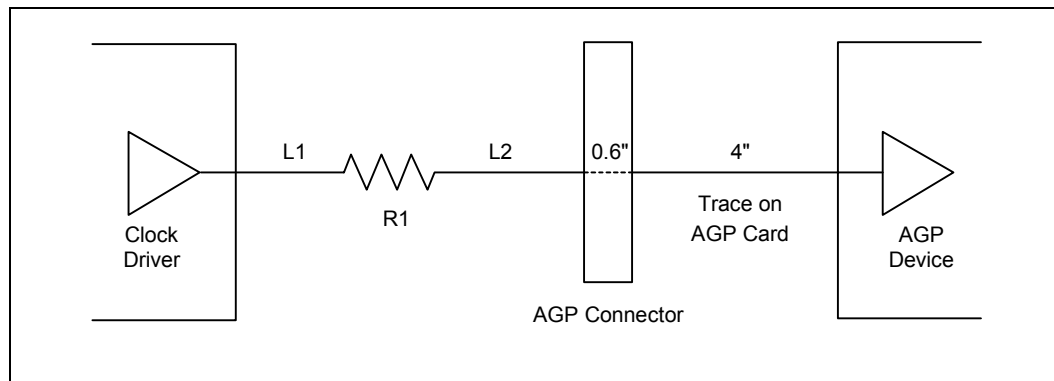 L1
L2
0.6"
4"
R1
Clock
Driver
Trace on
AGP Card
AGP
Device
AGP Connector